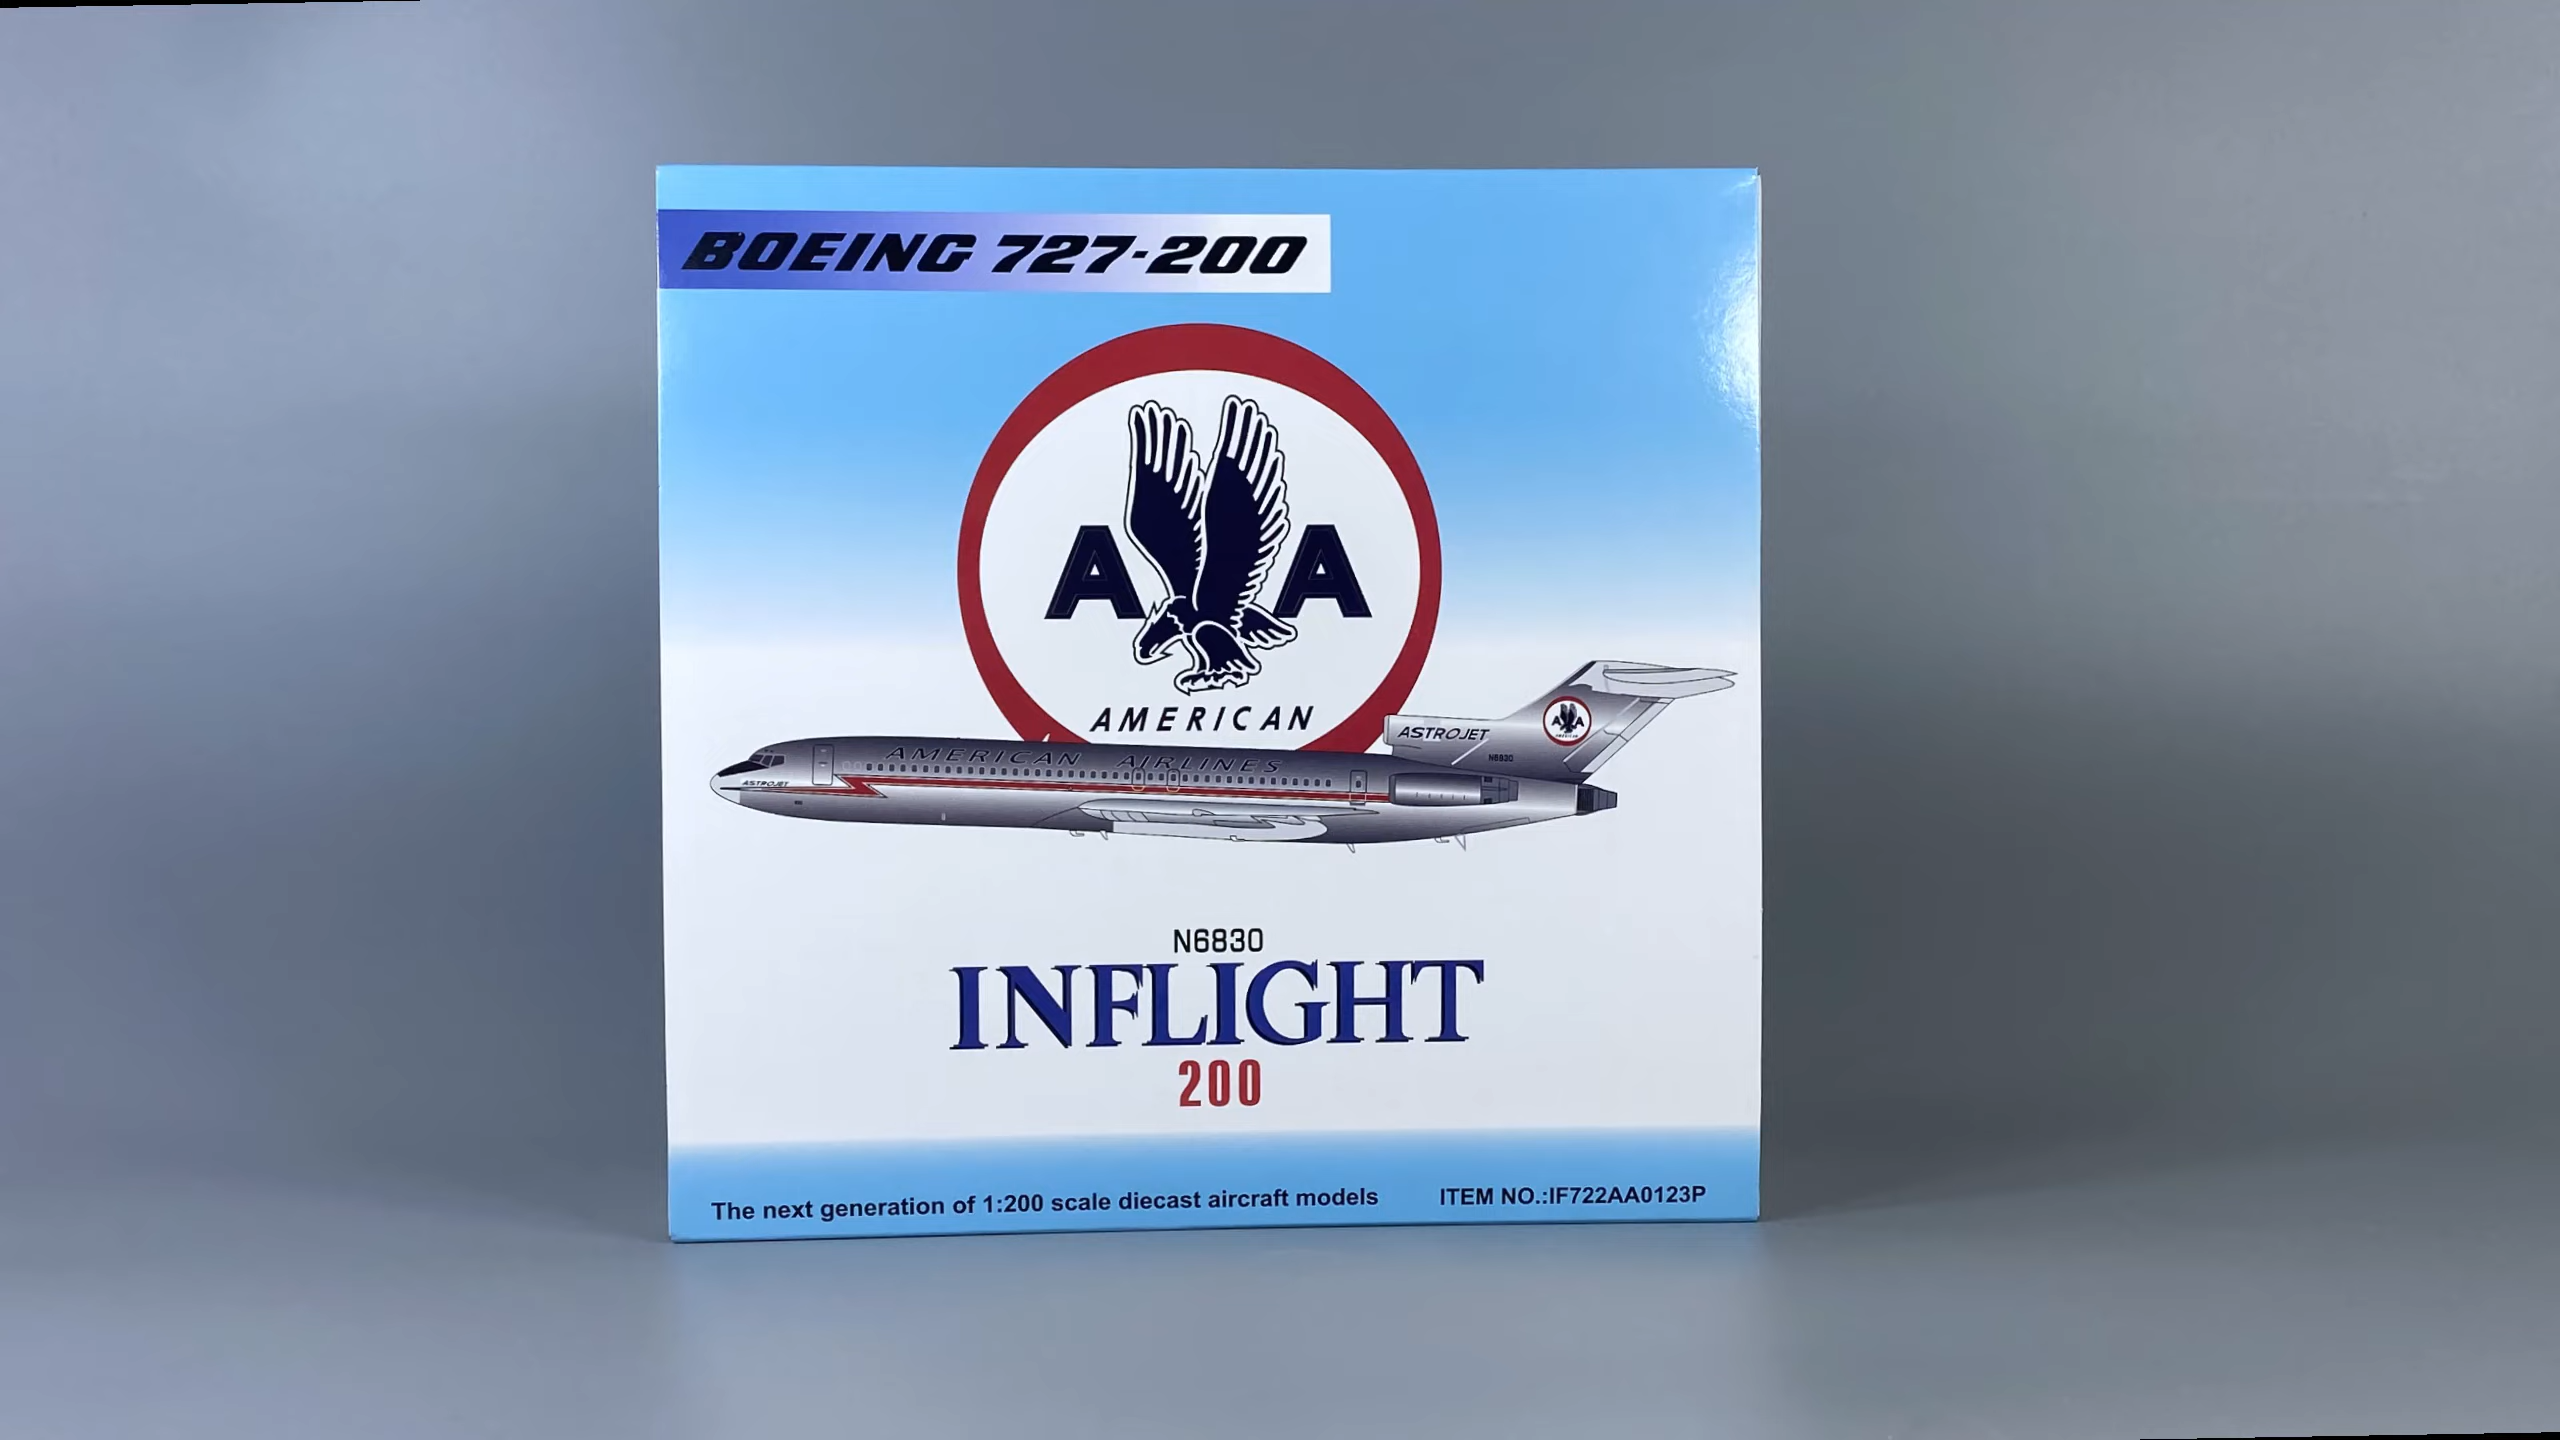 BOEING 727-200
A A
AMERICAN
ASTROJET
A A
N6830
AMERICAN AIRLINES
ASTROJET
N6830
INFLIGHT
200
The next generation of 1:200 scale diecast aircraft models
ITEM NO.:IF722AA0123P